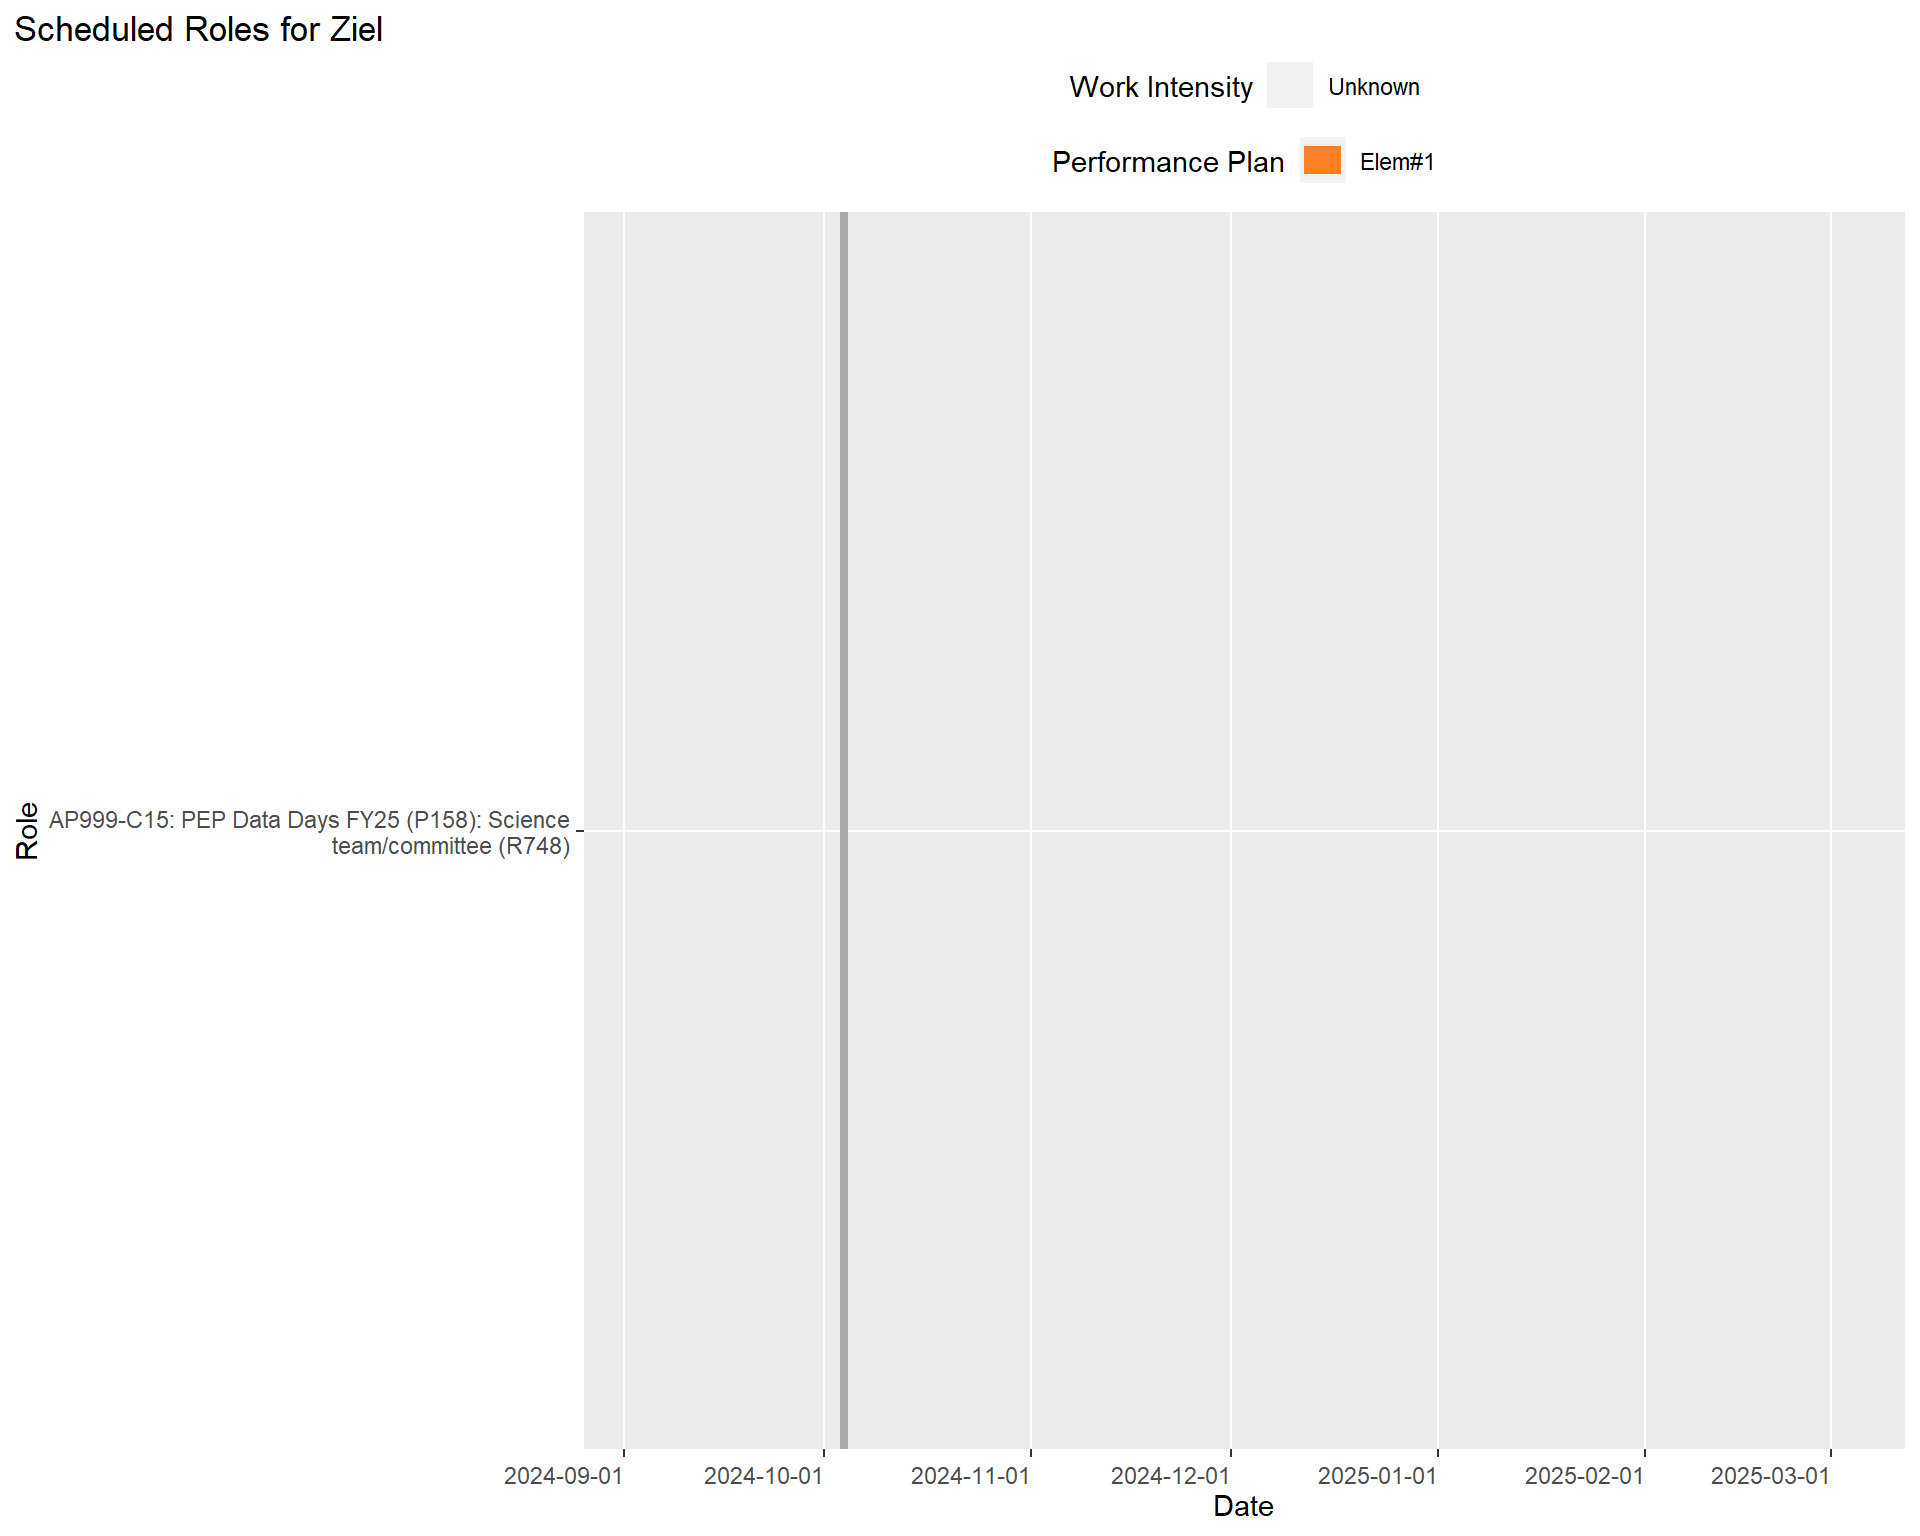 Scheduled Roles for Ziel
Work Intensity Unknown
Performance Plan Elem#1
Role
AP999-C15: PEP Data Days FY25 (P158): Science
team/committee (R748)
2024-09-01 2024-10-01 2024-11-01 2024-12-01 2025-01-01 2025-02-01 2025-03-01
Date